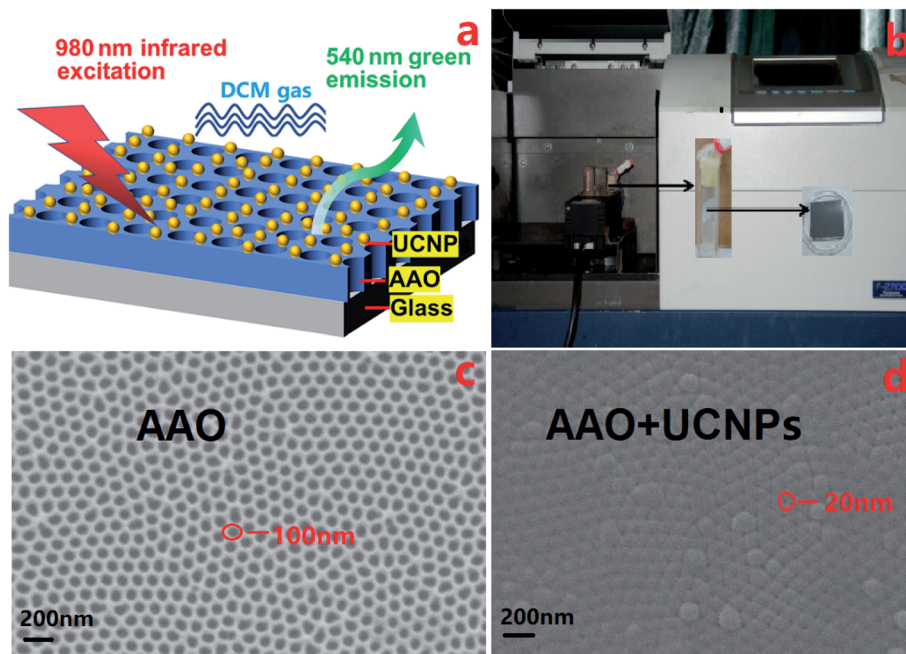 a
980 nm infrared
excitation
540 nm green
emission
DCM gas
UCNP
AAO
Glass
b
c
AAO
100nm
200nm
d
AAO+UCNPs
20nm
200nm